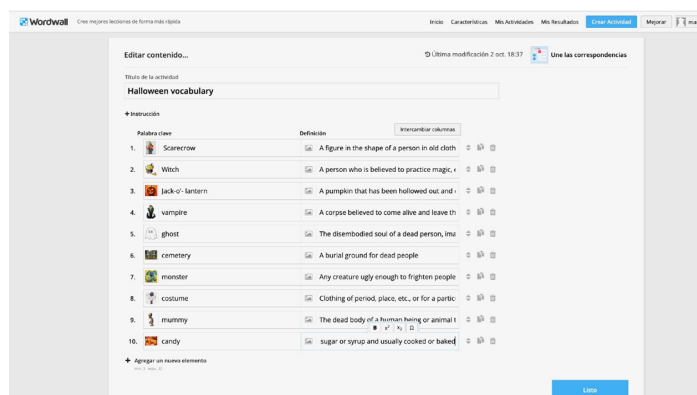 Wordwall Cree mejores lecciones de forma más rápida Inicio Características Mis Actividades Mis Resultados Crear Actividad Mejorar
Editar contenido... Última modificación 2 oct. 18:37 Une las correspondencias
Título de la actividad
Halloween vocabulary
+ Instrucción
Palabra clave Definición Intercambiar columnas
1. Scarecrow A figure in the shape of a person in old cloth
2. Witch A person who is believed to practice magic,
3. Jack-o'- lantern A pumpkin that has been hollowed out and
4. vampire A corpse believed to come alive and leave th
5. ghost The disembodied soul of a dead person, ima
6. cemetery A burial ground for dead people
7. monster Any creature ugly enough to frighten people
8. costume Clothing of period, place, etc., or for a partic
9. mummy The dead body of a human being or animal t
B x² x₂ Ω
10. candy sugar or syrup and usually cooked or baked
+ Agregar un nuevo elemento
Listo